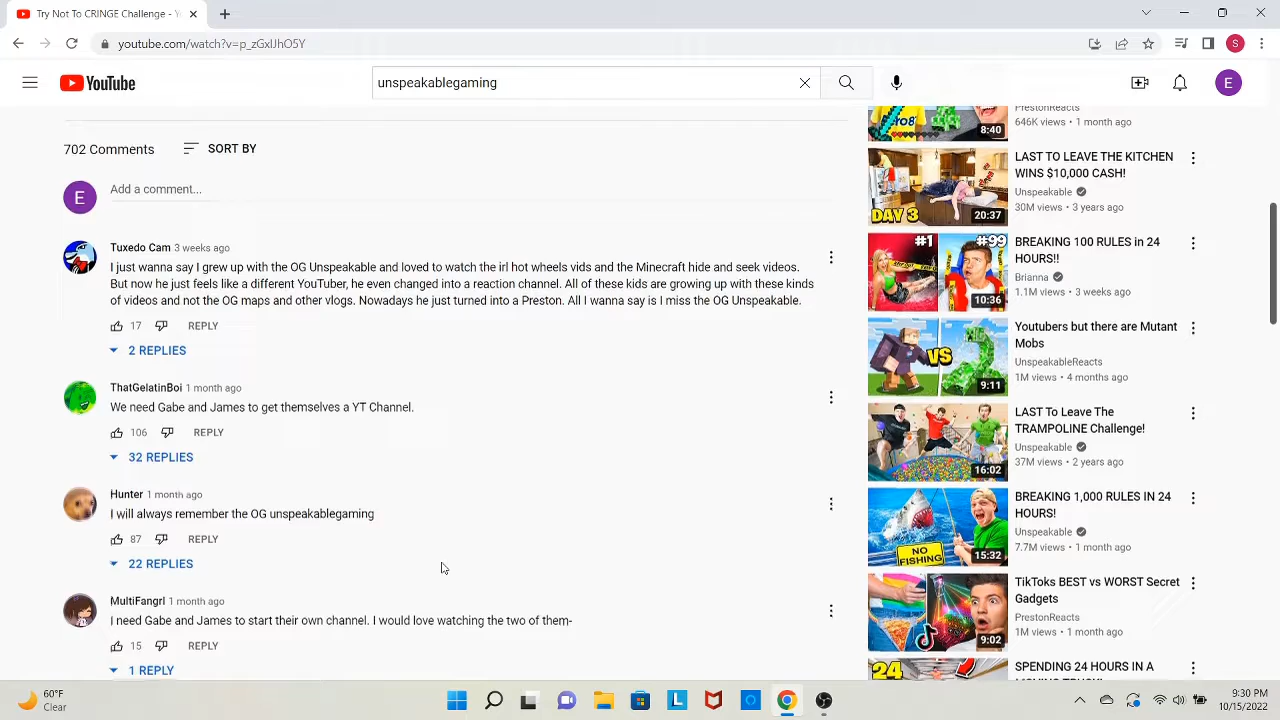 Try Not To CRINGE Challenge - Y
youtube.com/watch?v=p_GxIJhO5Y
S
YouTube
unspeakablegaming
E
702 Comments
SORT BY
E
Add a comment...
Tuxedo Cam 3 weeks ago
I just wanna say I grew up with the OG Unspeakable and loved to watch the irl hot wheels vids and the Minecraft hide and seek videos.
But now he just feels like a different YouTuber, he even changed into a reaction channel. All of these kids are growing up with these kinds
of videos and not the OG maps and other vlogs. Nowadays he just turned into a Preston. All I wanna say is I miss the OG Unspeakable.
17 REPLY
2 REPLIES
ThatGelatinBoi 1 month ago
We need Gabe and James to get themselves a YT Channel.
106 REPLY
32 REPLIES
Hunter 1 month ago
I will always remember the OG unspeakablegaming
87 REPLY
22 REPLIES
MultiFangrl 1 month ago
I need Gabe and James to start their own channel. I would love watching the two of them-
15 REPLY
1 REPLY
8:40
PrestonReacts
646K views • 1 month ago
DAY 3
20:37
LAST TO LEAVE THE KITCHEN
WINS $10,000 CASH!
Unspeakable
30M views • 3 years ago
#1
#99
10:36
BREAKING 100 RULES in 24
HOURS!!
Brianna
1.1M views • 3 weeks ago
VS
9:11
Youtubers but there are Mutant
Mobs
UnspeakableReacts
1M views • 4 months ago
16:02
LAST To Leave The
TRAMPOLINE Challenge!
Unspeakable
37M views • 2 years ago
NO
FISHING
15:32
BREAKING 1,000 RULES IN 24
HOURS!
Unspeakable
7.7M views • 1 month ago
9:02
TikToks BEST vs WORST Secret
Gadgets
PrestonReacts
1M views • 1 month ago
24
SPENDING 24 HOURS IN A
60°F
Clear
L
9:30 PM
10/15/2022